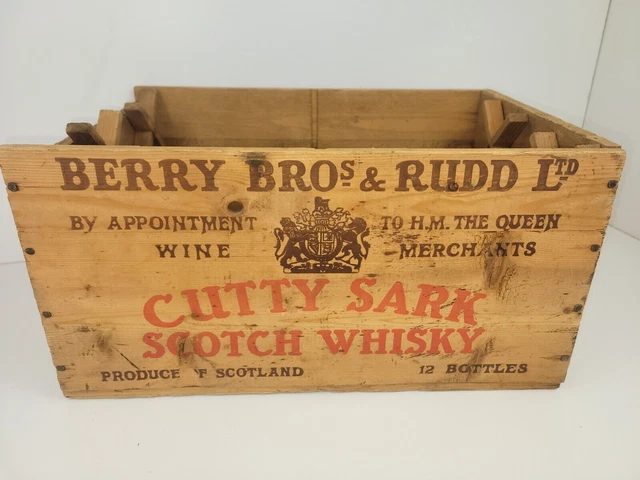 BERRY BROS & RUDD LTD
BY APPOINTMENT TO H.M. THE QUEEN
WINE MERCHANTS
CUTTY SARK
SCOTCH WHISKY
PRODUCE F SCOTLAND 12 BOTTLES